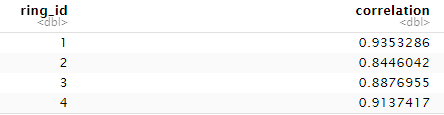 ring_id correlation
<dbl> <dbl>
1 0.9353286
2 0.8446042
3 0.8876955
4 0.9137417